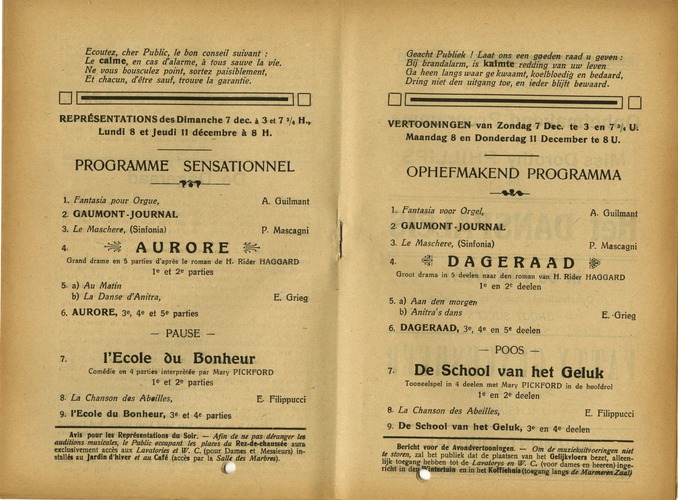 Ecoutez, cher Public, le bon conseil suivant :
Le calme, en cas d'alarme, à tous sauve la vie.
Ne vous bousculez point, sortez paisiblement,
Et chacun, d'être sauf, trouve la garantie.
REPRÉSENTATIONS des Dimanche 7 dec. à 3 et 7 3/4 H.,
Lundi 8 et Jeudi 11 décembre à 8 H.
PROGRAMME SENSATIONNEL
1. Fantasia pour Orgue, A. Guilmant
2. GAUMONT-JOURNAL
3. Le Maschere, (Sinfonia) P. Mascagni
4. AURORE
Grand drame en 5 parties d'après le roman de H. Rider HAGGARD
1e et 2e parties
5. a) Au Matin
b) La Danse d'Anitra, E. Grieg
6. AURORE, 3e, 4e et 5e parties
— PAUSE —
7. l'Ecole du Bonheur
Comédie en 4 parties interprètée par Mary PICKFORD
1e et 2e parties
8. La Chanson des Abeilles, E. Filippucci
9. l'Ecole du Bonheur, 3e et 4e parties
Avis pour les Représentations du Soir. — Afin de ne pas déranger les
auditions musicales, le Public occupant les places du Rez-de-chaussée aura
exclusivement accès aux Lavatories et W. C. (pour Dames et Messieurs) in-
stallés au Jardin d'hiver et au Café (accès par la Salle des Marbres).
Geacht Publiek ! Laat ons een goeden raad u geven :
Bij brandalarm, is kalmte redding van uw leven
Ga heen langs waar ge kwaamt, koelbloedig en bedaard,
Dring niet den uitgang toe, en ieder blijft bewaard.
VERTOONINGEN van Zondag 7 Dec. te 3 en 7 3/4 U.
Maandag 8 en Donderdag 11 December te 8 U.
OPHEFMAKEND PROGRAMMA
1. Fantasia voor Orgel, A. Guilmant
2. GAUMONT-JOURNAL
3. Le Maschere, (Sinfonia) P. Mascagni
4. DAGERAAD
Groot drama in 5 deelen naar den roman van H. Rider HAGGARD
1e en 2e deelen
5. a) Aan den morgen
b) Anitra's dans E. Grieg
6. DAGERAAD, 3e, 4e en 5e deelen
— POOS —
7. De School van het Geluk
Tooneelspel in 4 deelen met Mary PICKFORD in de hoofdrol
1e en 2e deelen
8. La Chanson des Abeilles, E. Filippucci
9. De School van het Geluk, 3e en 4e deelen
Bericht voor de Avondvertooningen. — Om de muziekuitvoeringen niet
te storen, zal het publiek dat de plaatsen van het Gelijkvloers bezet, alleen-
lijk toegang hebben tot de Lavatorys en W. C. (voor dames en heeren) inge-
richt in den Wintertuin en in het Koffiehuis (toegang langs de Marmeren Zaal)